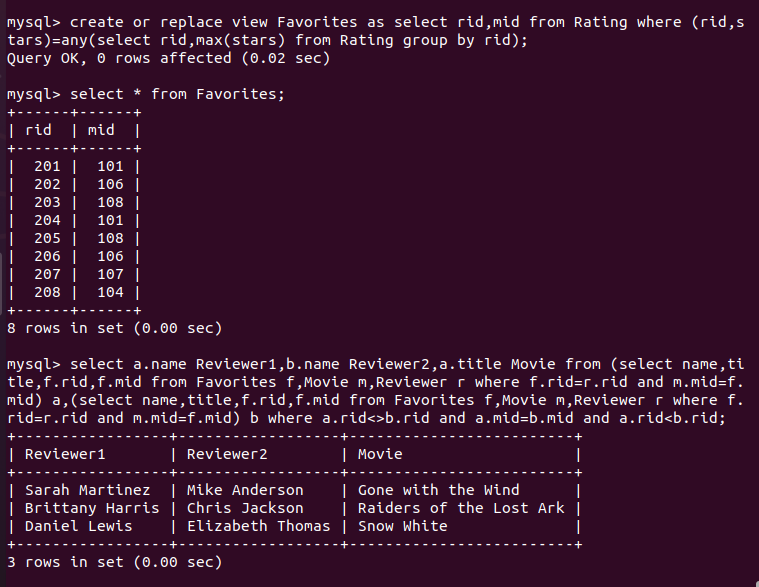 mysql> create or replace view Favorites as select rid,mid from Rating where (rid,s
tars)=any(select rid,max(stars) from Rating group by rid);
Query OK, 0 rows affected (0.02 sec)
mysql> select * from Favorites;
+------+------+
| rid  | mid  |
+------+------+
|  201 |  101 |
|  202 |  106 |
|  203 |  108 |
|  204 |  101 |
|  205 |  108 |
|  206 |  106 |
|  207 |  107 |
|  208 |  104 |
+------+------+
8 rows in set (0.00 sec)
mysql> select a.name Reviewer1,b.name Reviewer2,a.title Movie from (select name,ti
tle,f.rid,f.mid from Favorites f,Movie m,Reviewer r where f.rid=r.rid and m.mid=f.
mid) a,(select name,title,f.rid,f.mid from Favorites f,Movie m,Reviewer r where f.
rid=r.rid and m.mid=f.mid) b where a.rid<>b.rid and a.mid=b.mid and a.rid<b.rid;
+-----------------+------------------+-------------------------+
| Reviewer1       | Reviewer2        | Movie                   |
+-----------------+------------------+-------------------------+
| Sarah Martinez  | Mike Anderson    | Gone with the Wind      |
| Brittany Harris | Chris Jackson    | Raiders of the Lost Ark |
| Daniel Lewis    | Elizabeth Thomas | Snow White              |
+-----------------+------------------+-------------------------+
3 rows in set (0.00 sec)